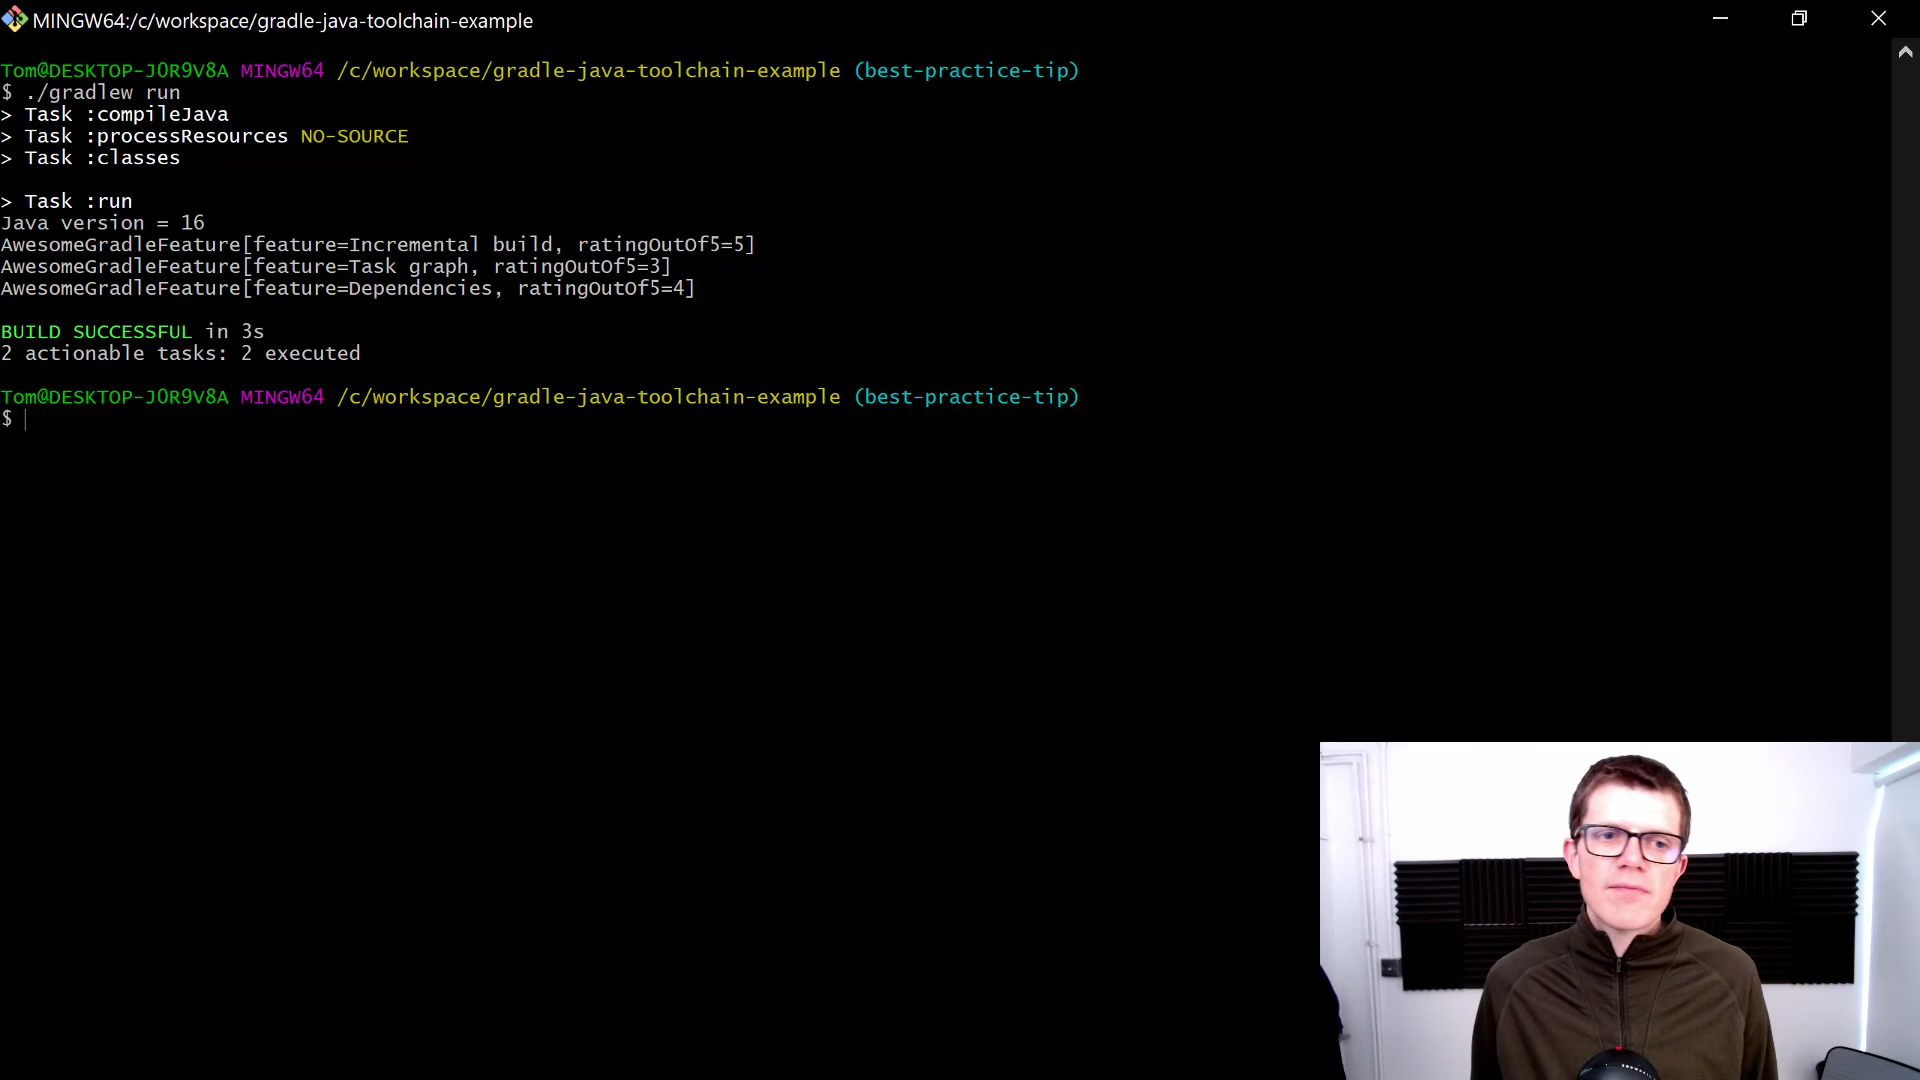 MINGW64:/c/workspace/gradle-java-toolchain-example
Tom@DESKTOP-J0R9V8A MINGW64 /c/workspace/gradle-java-toolchain-example (best-practice-tip)
$ ./gradlew run
> Task :compileJava
> Task :processResources NO-SOURCE
> Task :classes
> Task :run
Java version = 16
AwesomeGradleFeature[feature=Incremental build, ratingOutOf5=5]
AwesomeGradleFeature[feature=Task graph, ratingOutOf5=3]
AwesomeGradleFeature[feature=Dependencies, ratingOutOf5=4]
BUILD SUCCESSFUL in 3s
2 actionable tasks: 2 executed
Tom@DESKTOP-J0R9V8A MINGW64 /c/workspace/gradle-java-toolchain-example (best-practice-tip)
$